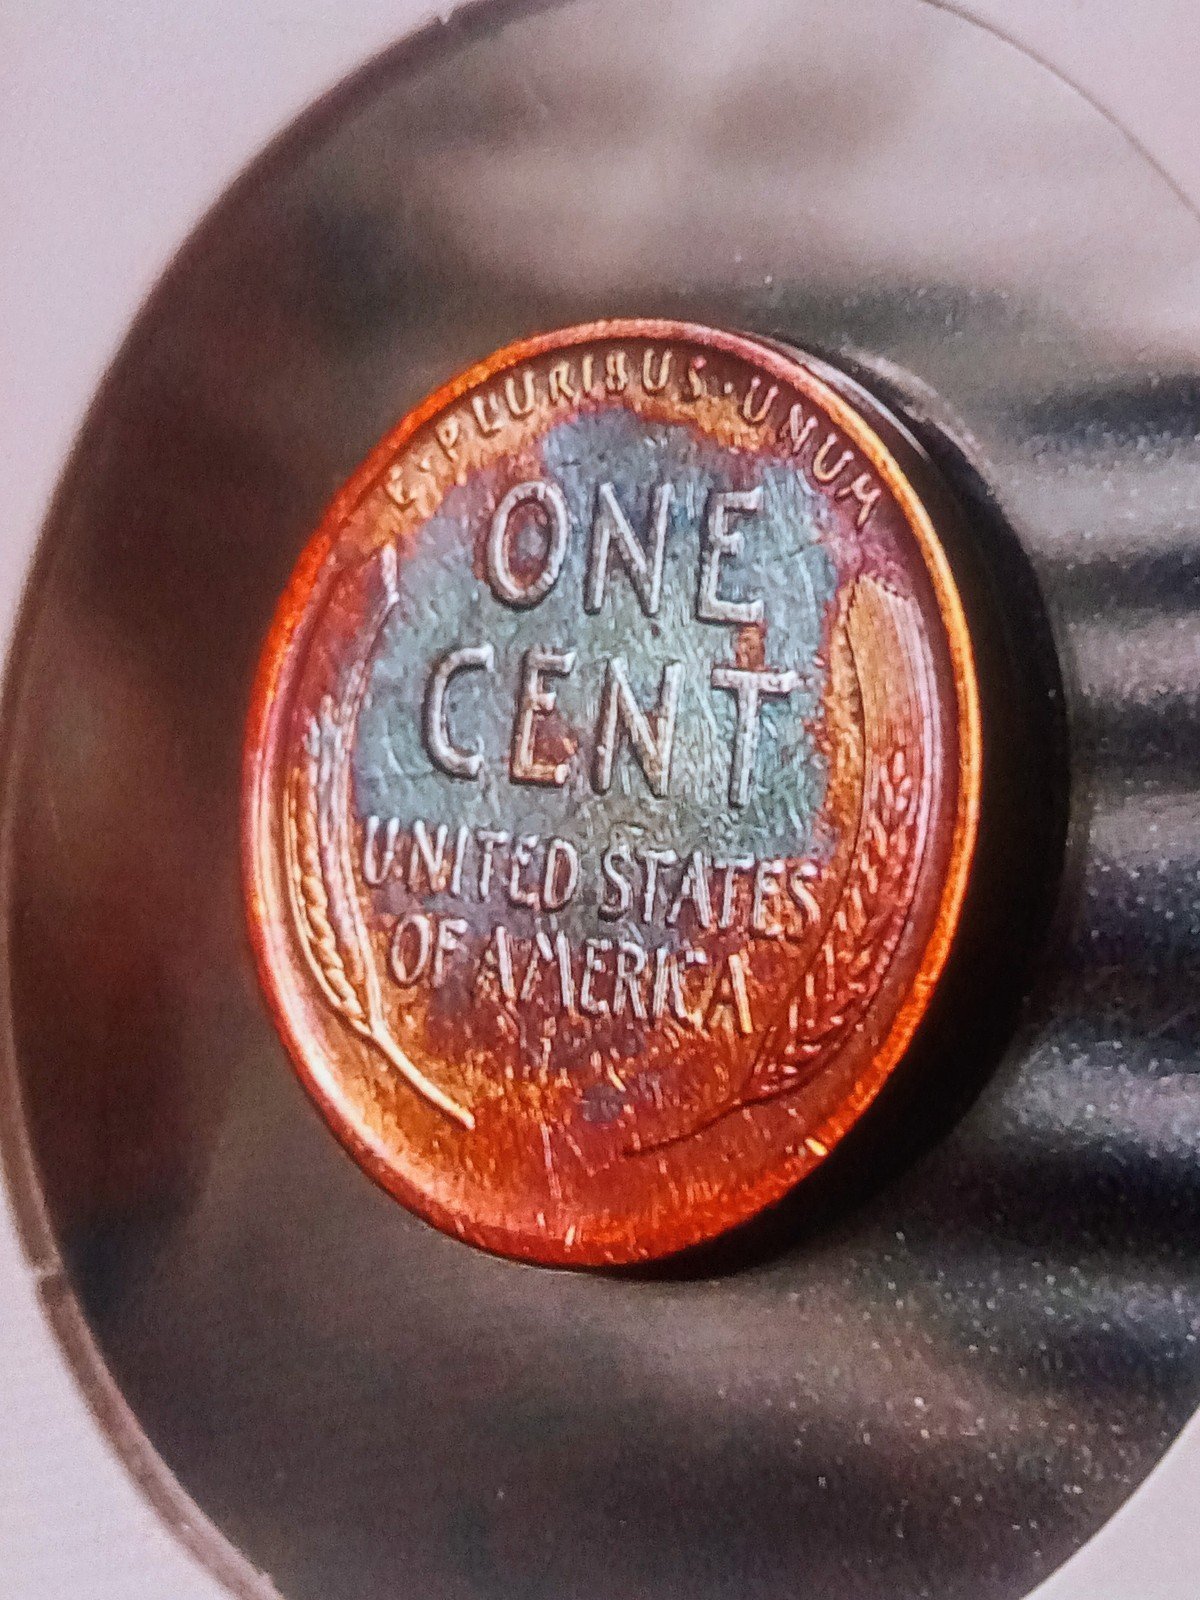 E·PLURIBUS·UNUM
ONE
CENT
UNITED STATES
OF AMERICA